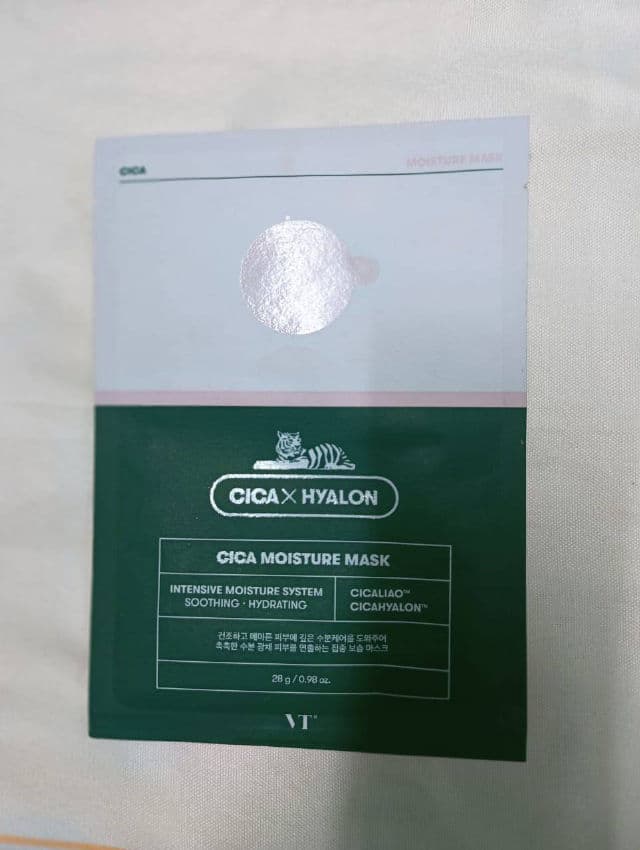 CICA
MOISTURE MASK
CICA X HYALON
CICA MOISTURE MASK
INTENSIVE MOISTURE SYSTEM
SOOTHING · HYDRATING
CICALIAO™
CICAHYALON™
건조하고 메마른 피부에 깊은 수분케어를 도와주어
촉촉한 수분 광채 피부를 연출하는 집중 보습 마스크
28 g / 0.98 oz.
VT